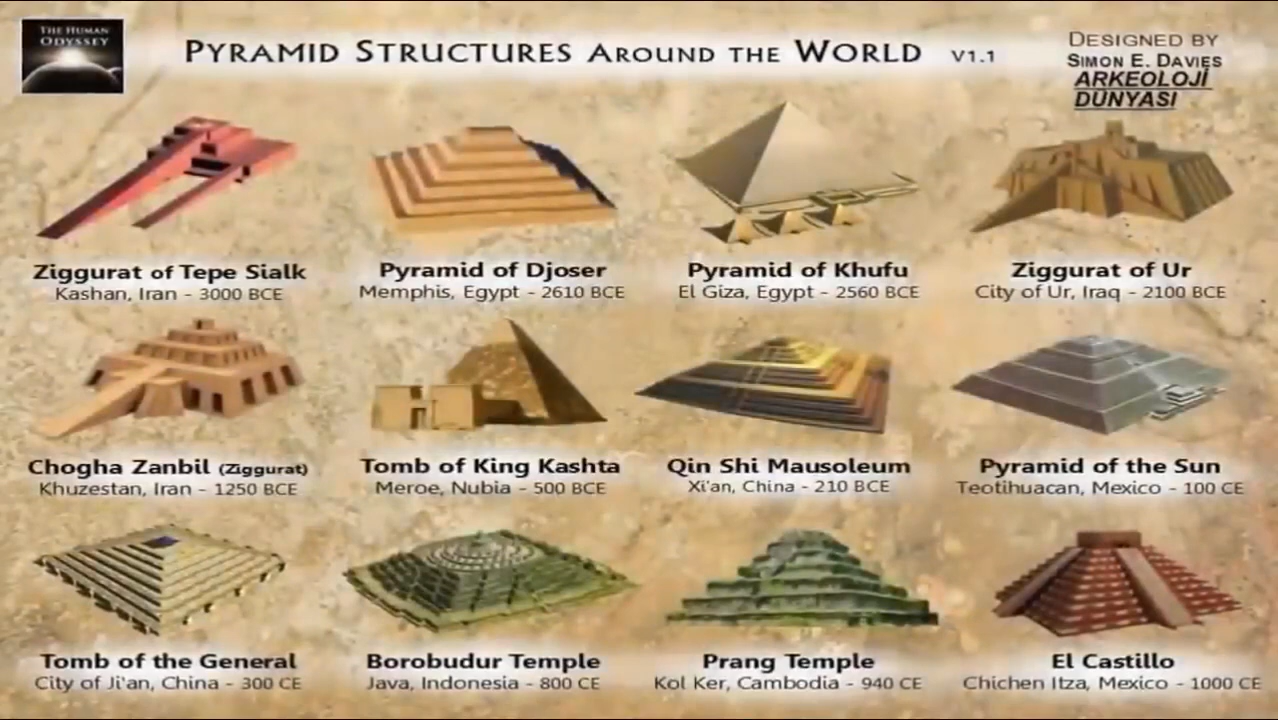 THE HUMAN
ODYSSEY
PYRAMID STRUCTURES AROUND THE WORLD V1.1
DESIGNED BY
SIMON E. DAVIES
ARKEOLOJİ
DÜNYASI
Ziggurat of Tepe Sialk
Kashan, Iran - 3000 BCE
Pyramid of Djoser
Memphis, Egypt - 2610 BCE
Pyramid of Khufu
El Giza, Egypt - 2560 BCE
Ziggurat of Ur
City of Ur, Iraq - 2100 BCE
Chogha Zanbil (Ziggurat)
Khuzestan, Iran - 1250 BCE
Tomb of King Kashta
Meroe, Nubia - 500 BCE
Qin Shi Mausoleum
Xi'an, China - 210 BCE
Pyramid of the Sun
Teotihuacan, Mexico - 100 CE
Tomb of the General
City of Ji'an, China - 300 CE
Borobudur Temple
Java, Indonesia - 800 CE
Prang Temple
Kol Ker, Cambodia - 940 CE
El Castillo
Chichen Itza, Mexico - 1000 CE